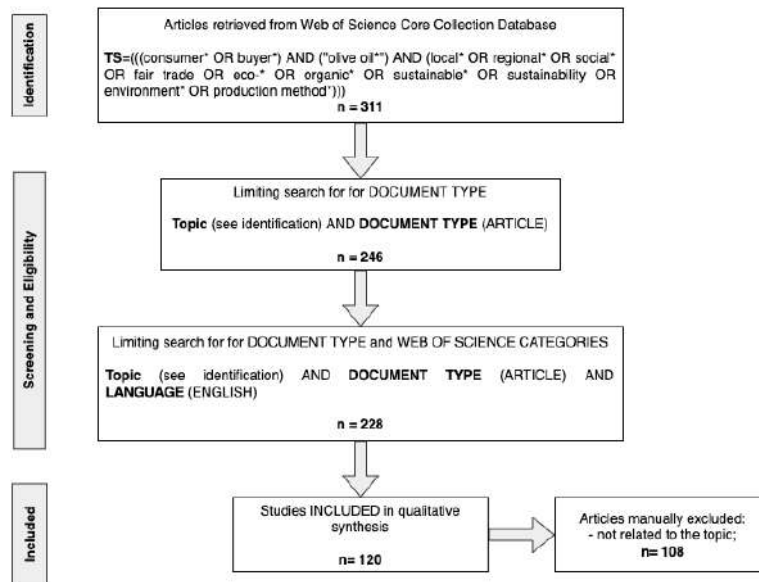 Identification
Articles retrieved from Web of Science Core Collection Database
TS=(((consumer* OR buyer*) AND ("olive oil*") AND (local* OR regional* OR social*
OR fair trade OR eco-* OR organic* OR sustainable* OR sustainability OR
environment* OR production method*)))
n = 311
Screening and Eligibility
Limiting search for for DOCUMENT TYPE
Topic (see identification) AND DOCUMENT TYPE (ARTICLE)
n = 246
Limiting search for for DOCUMENT TYPE and WEB OF SCIENCE CATEGORIES
Topic (see identification) AND DOCUMENT TYPE (ARTICLE) AND
LANGUAGE (ENGLISH)
n = 228
Included
Studies INCLUDED in qualitative
synthesis
n= 120
Articles manually excluded:
- not related to the topic;
n= 108